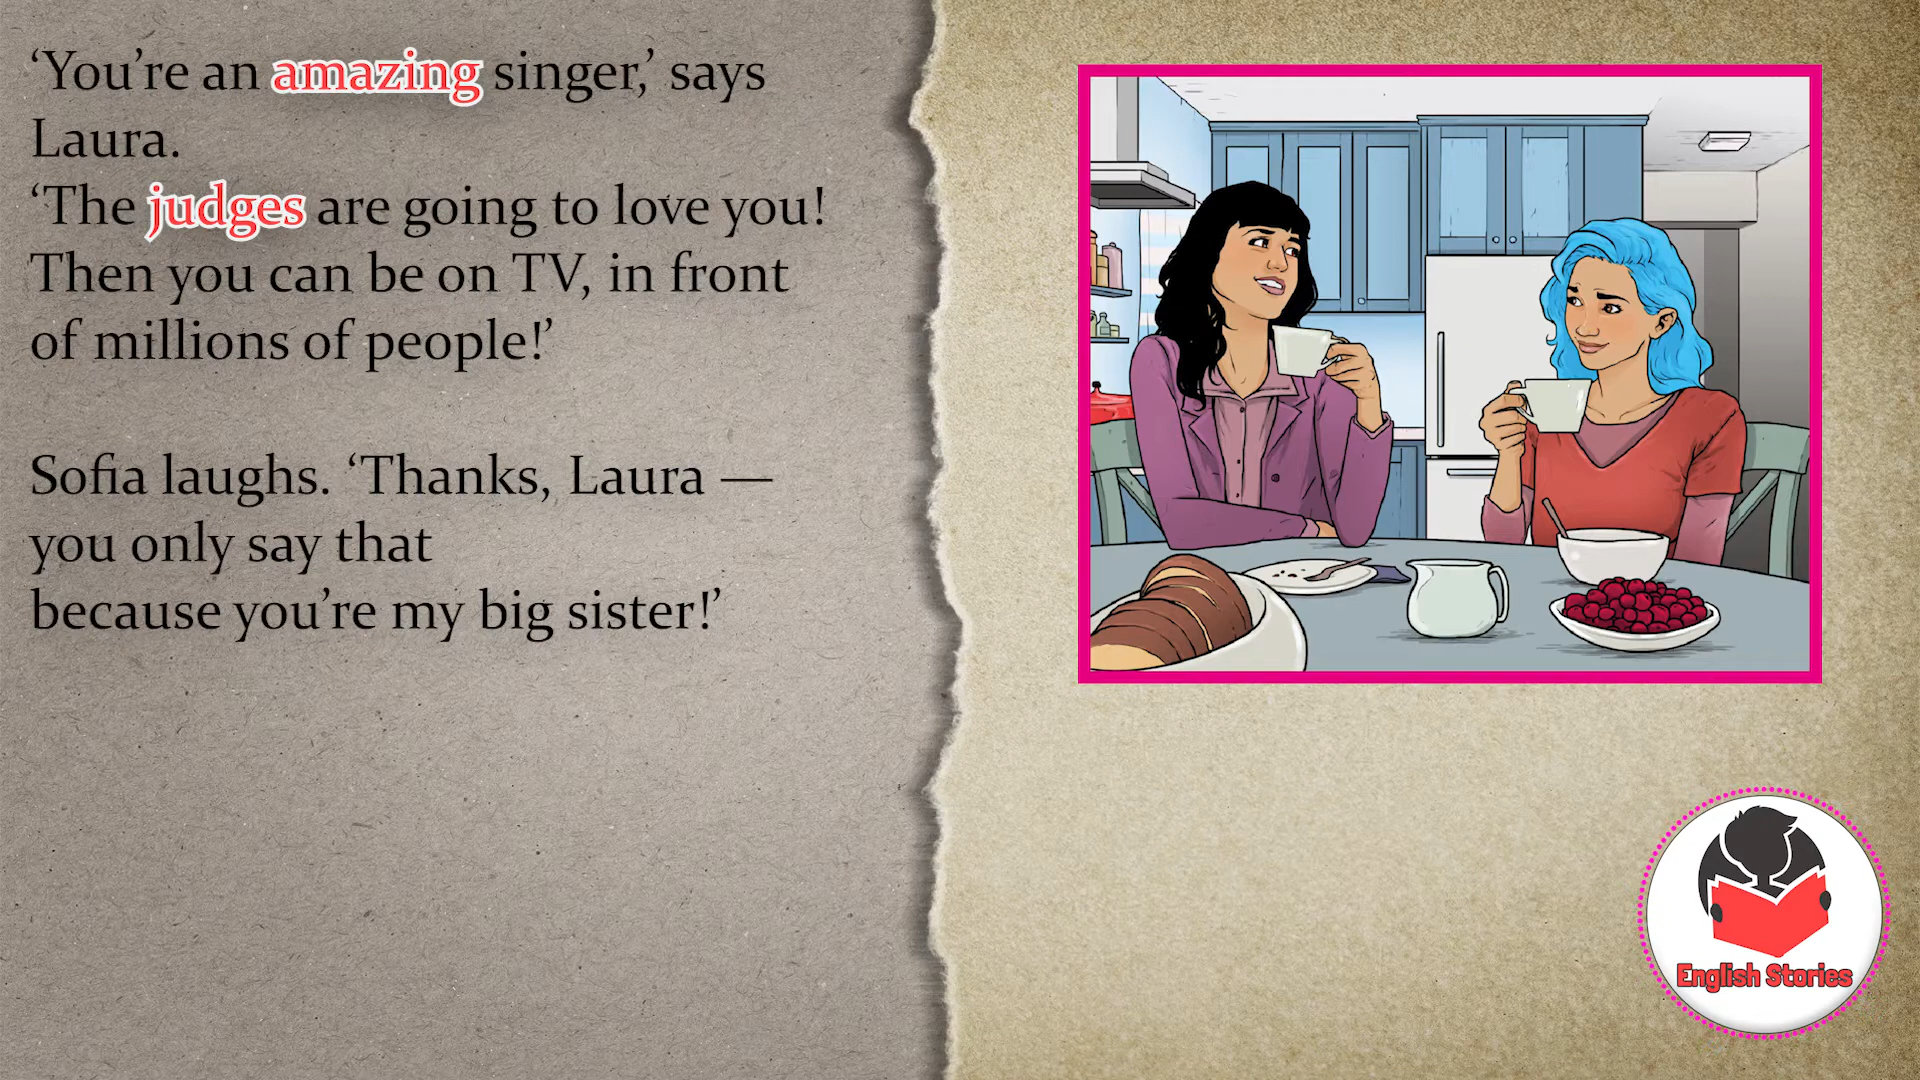 ‘You’re an amazing singer,’ says
Laura.
‘The judges are going to love you!
Then you can be on TV, in front
of millions of people!’
Sofia laughs. ‘Thanks, Laura —
you only say that
because you’re my big sister!’
English Stories